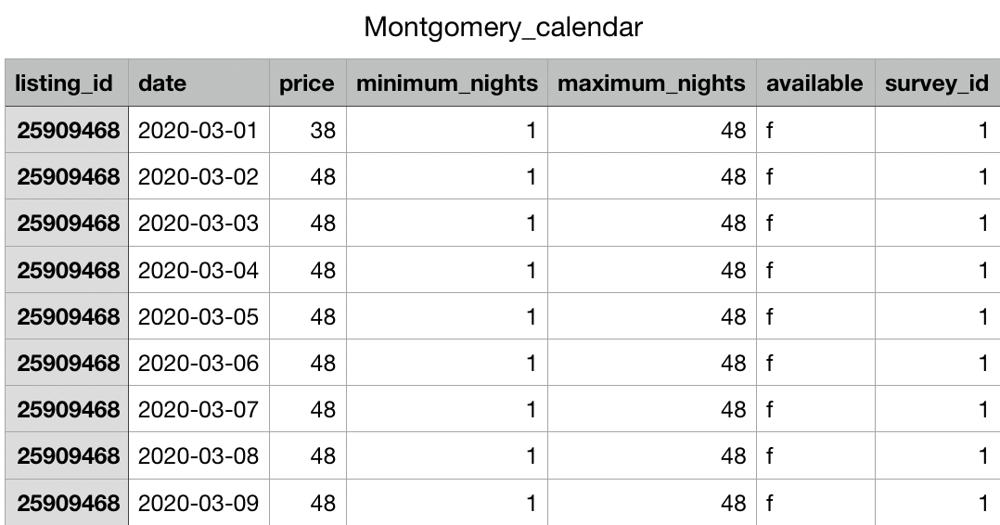 Montgomery_calendar
listing_id date price minimum_nights maximum_nights available survey_id
25909468 2020-03-01 38 1 48 f 1
25909468 2020-03-02 48 1 48 f 1
25909468 2020-03-03 48 1 48 f 1
25909468 2020-03-04 48 1 48 f 1
25909468 2020-03-05 48 1 48 f 1
25909468 2020-03-06 48 1 48 f 1
25909468 2020-03-07 48 1 48 f 1
25909468 2020-03-08 48 1 48 f 1
25909468 2020-03-09 48 1 48 f 1